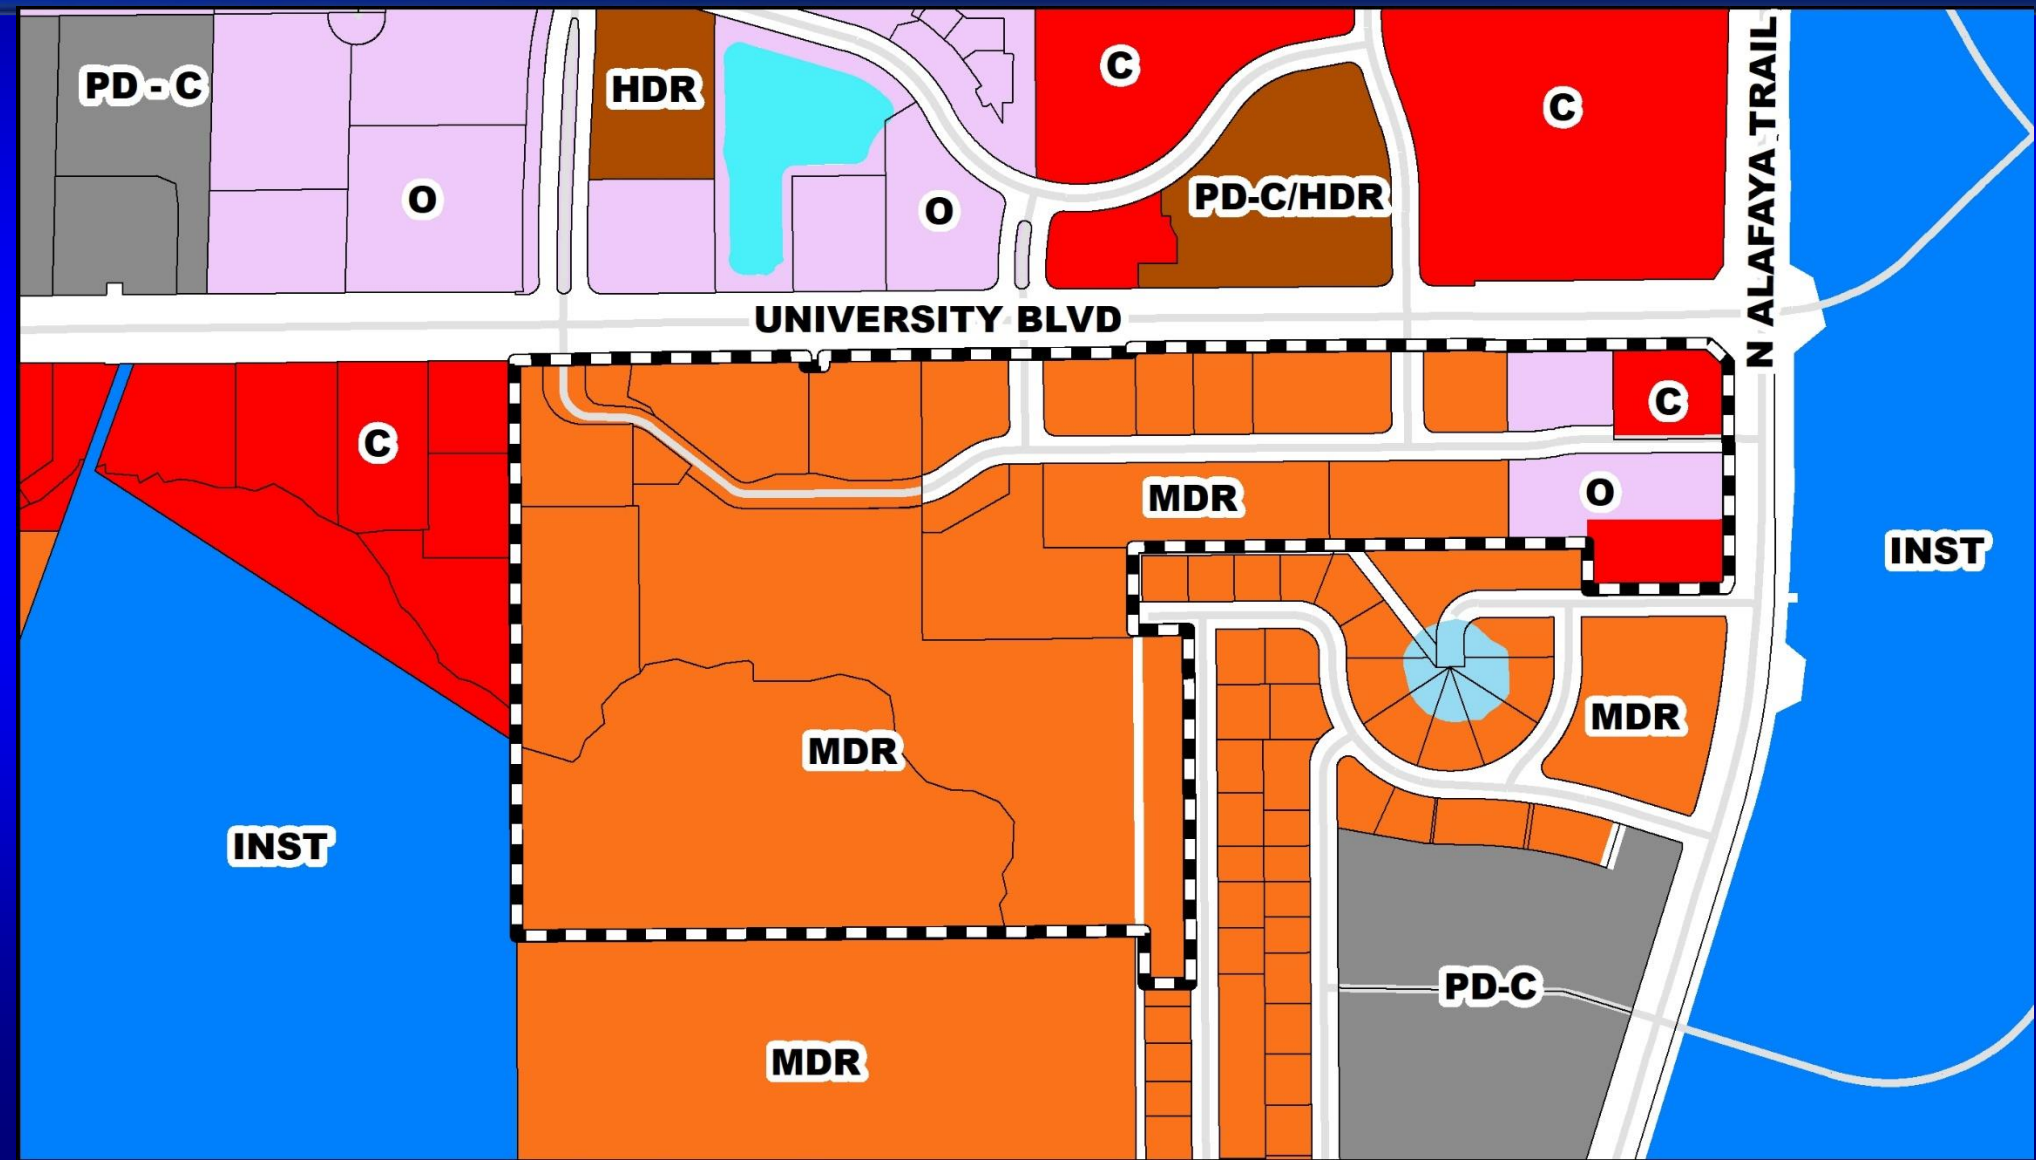 PD - C
HDR
C
C
N ALAFAYA TRAIL
O
O
PD-C/HDR
UNIVERSITY BLVD
C
C
MDR
O
INST
MDR
MDR
INST
PD-C
MDR